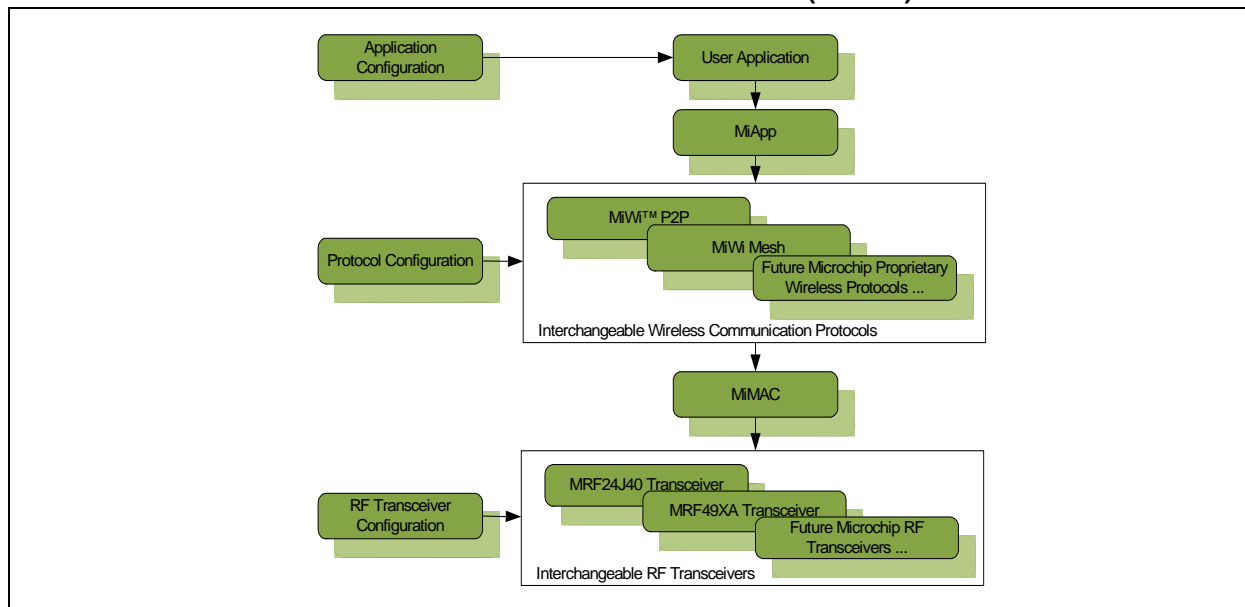 Application
Configuration
User Application
MiApp
MiWi™ P2P
MiWi Mesh
Future Microchip Proprietary
Wireless Protocols ...
Protocol Configuration
Interchangeable Wireless Communication Protocols
MiMAC
MRF24J40 Transceiver
MRF49XA Transceiver
Future Microchip RF
Transceivers ...
RF Transceiver
Configuration
Interchangeable RF Transceivers